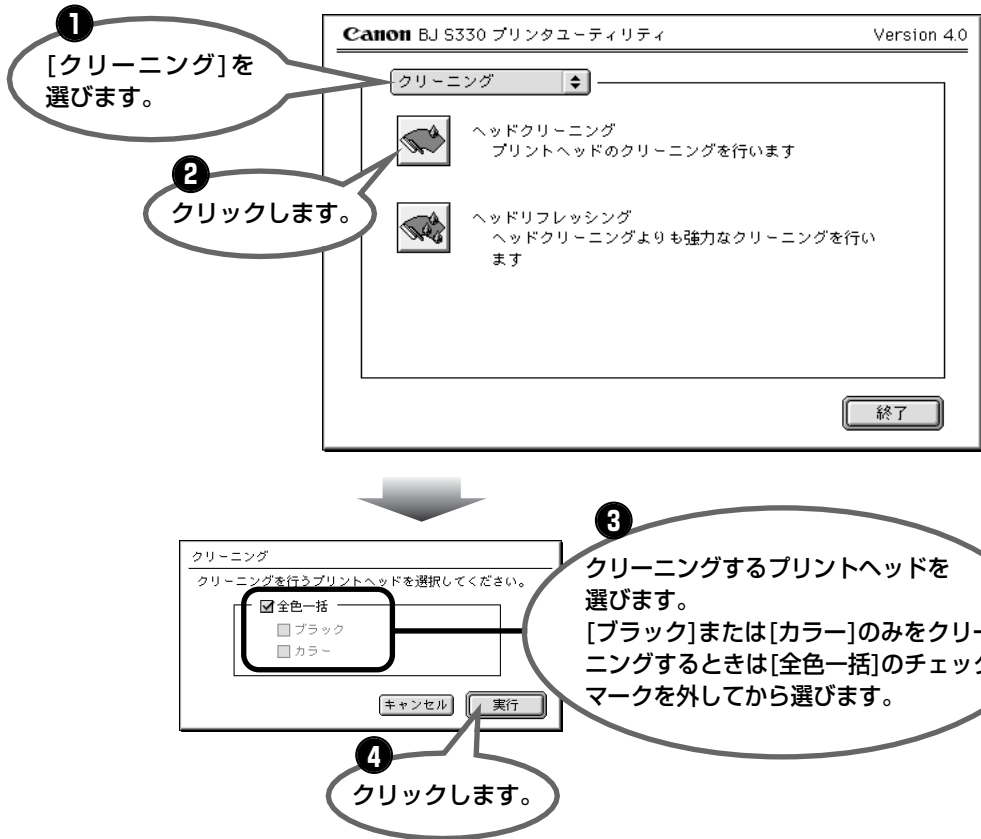 1
[クリーニング]を
選びます。
Canon BJ S330 プリンタユーティリティ Version 4.0
クリーニング
ヘッドクリーニング
プリントヘッドのクリーニングを行います
2
クリックします。
ヘッドリフレッシング
ヘッドクリーニングよりも強力なクリーニングを行い
ます
終了
クリーニング
クリーニングを行うプリントヘッドを選択してください。
全色一括
ブラック
カラー
キャンセル 実行
3
クリーニングするプリントヘッドを
選びます。
[ブラック]または[カラー]のみをクリー
ニングするときは[全色一括]のチェック
マークを外してから選びます。
4
クリックします。